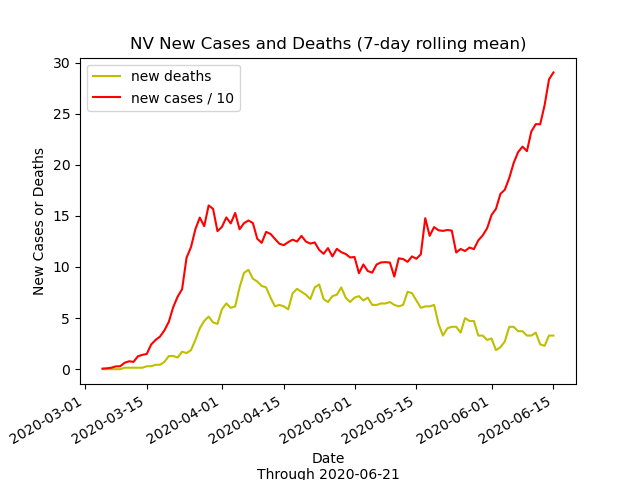 NV New Cases and Deaths (7-day rolling mean)
new deaths
new cases / 10
30
25
20
15
10
5
0
New Cases or Deaths
2020-03-01
2020-03-15
2020-04-01
2020-04-15
2020-05-01
2020-05-15
2020-06-01
2020-06-15
Date
Through 2020-06-21